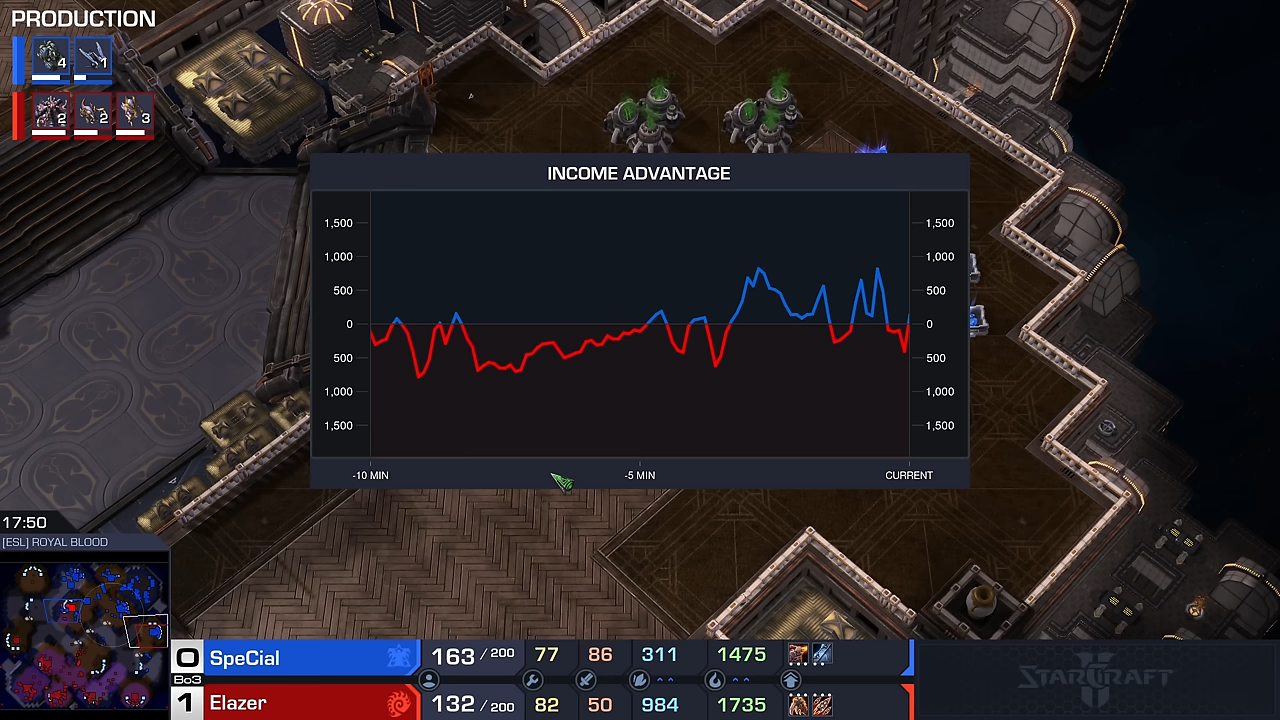 PRODUCTION
4 1
2 2 3
INCOME ADVANTAGE
1,500 1,500
1,000 1,000
500 500
0 0
500 500
1,000 1,000
1,500 1,500
-10 MIN -5 MIN CURRENT
17:50
[ESL] ROYAL BLOOD
0 SpeCial 163 / 200 77 86 311 1475
Bo3
1 Elazer 132 / 200 82 50 984 1735
STARCRAFT II